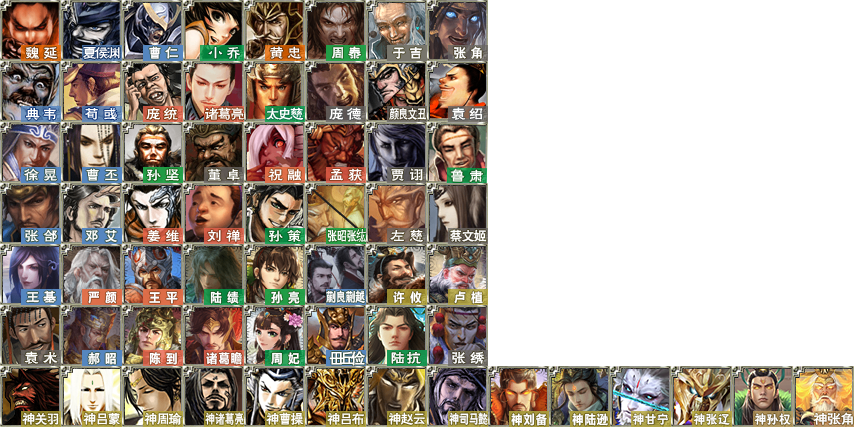 魏延 夏侯渊 曹仁 小乔 黄忠 周泰 于吉 张角
典韦 荀彧 庞统 诸葛亮 太史慈 庞德 颜良文丑 袁绍
徐晃 曹丕 孙坚 董卓 祝融 孟获 贾诩 鲁肃
张郃 邓艾 姜维 刘禅 孙策 张昭张纮 左慈 蔡文姬
王基 严颜 王平 陆绩 孙亮 蒯良蒯越 许攸 卢植
袁术 郝昭 陈到 诸葛瞻 周妃 毌丘俭 陆抗 张绣
神关羽 神吕蒙 神周瑜 神诸葛亮 神曹操 神吕布 神赵云 神司马懿 神刘备 神陆逊 神甘宁 神张辽 神孙权 神张角